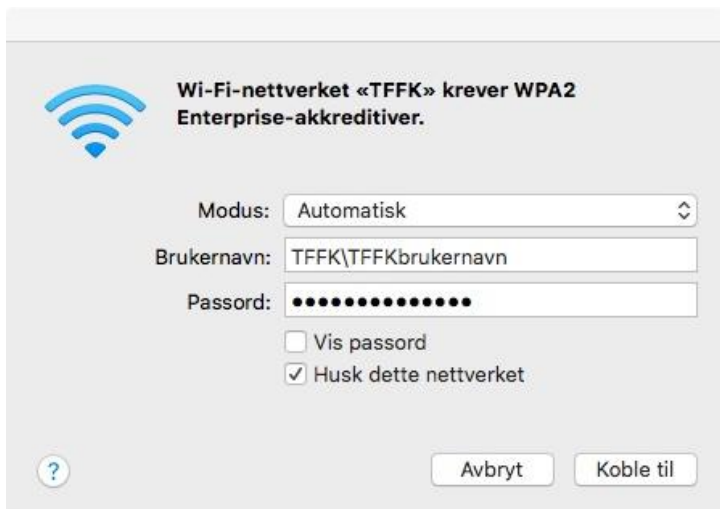 Wi-Fi-nettverket «TFFK» krever WPA2
Enterprise-akkreditiver.
Modus: Automatisk
Brukernavn: TFFK\TFFKbrukernavn
Passord: ••••••••••••••
Vis passord
Husk dette nettverket
? Avbryt Koble til